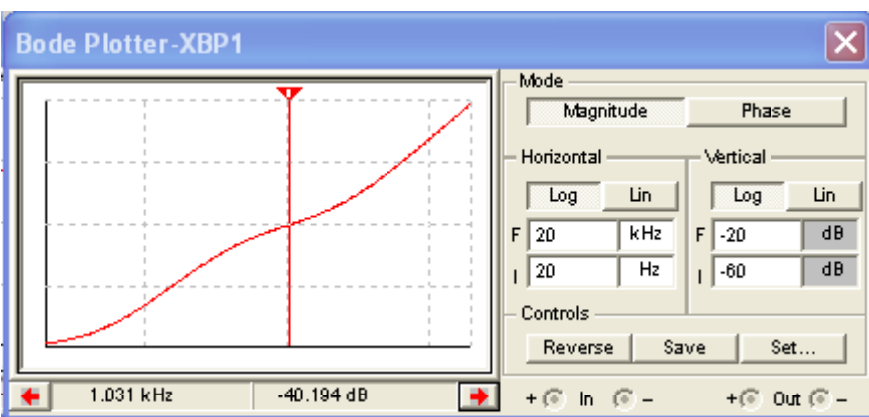 Bode Plotter-XBP1
Mode
Magnitude Phase
Horizontal Vertical
Log Lin Log Lin
F 20 kHz F -20 dB
I 20 Hz I -60 dB
Controls
Reverse Save Set...
1.031 kHz -40.194 dB + In - + Out -